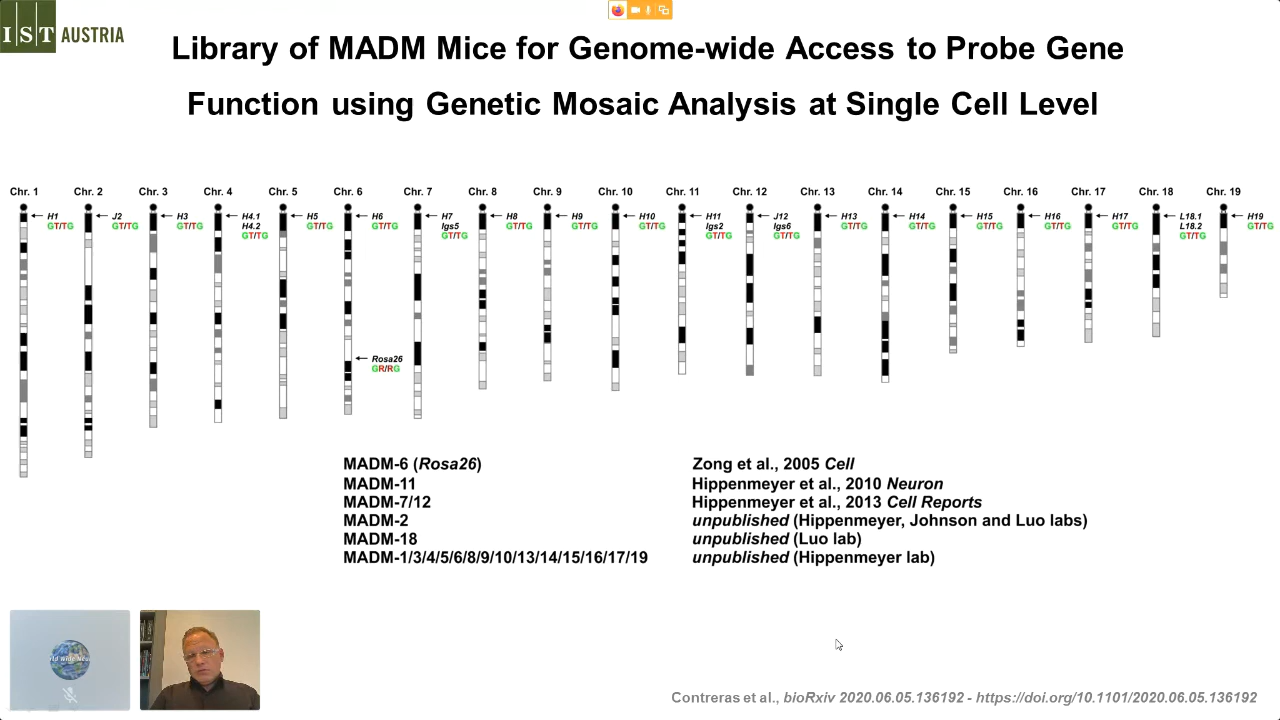 IST AUSTRIA
Library of MADM Mice for Genome-wide Access to Probe Gene
Function using Genetic Mosaic Analysis at Single Cell Level
Chr. 1 Chr. 2 Chr. 3 Chr. 4 Chr. 5 Chr. 6 Chr. 7 Chr. 8 Chr. 9 Chr. 10 Chr. 11 Chr. 12 Chr. 13 Chr. 14 Chr. 15 Chr. 16 Chr. 17 Chr. 18 Chr. 19
H1 J2 H3 H4.1 H5 H6 H7 H8 H9 H10 H11 J12 H13 H14 H15 H16 H17 L18.1 H19
GT/TG GT/TG GT/TG H4.2 GT/TG GT/TG Igs5 GT/TG GT/TG GT/TG Igs2 Igs6 GT/TG GT/TG GT/TG GT/TG GT/TG L18.2 GT/TG
GT/TG GT/TG GT/TG GT/TG GT/TG
Rosa26
GR/RG
MADM-6 (Rosa26) Zong et al., 2005 Cell
MADM-11 Hippenmeyer et al., 2010 Neuron
MADM-7/12 Hippenmeyer et al., 2013 Cell Reports
MADM-2 unpublished (Hippenmeyer, Johnson and Luo labs)
MADM-18 unpublished (Luo lab)
MADM-1/3/4/5/6/8/9/10/13/14/15/16/17/19 unpublished (Hippenmeyer lab)
Contreras et al., bioRxiv 2020.06.05.136192 - https://doi.org/10.1101/2020.06.05.136192